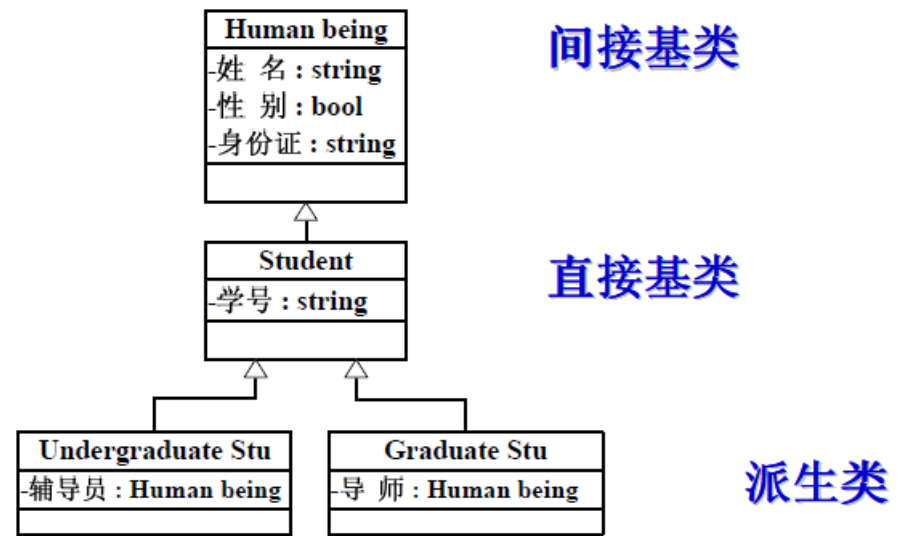 Human being
间接基类
-姓 名 : string
-性 别 : bool
-身份证 : string
Student
直接基类
-学号 : string
Undergraduate Stu
Graduate Stu
-辅导员 : Human being
-导 师 : Human being
派生类